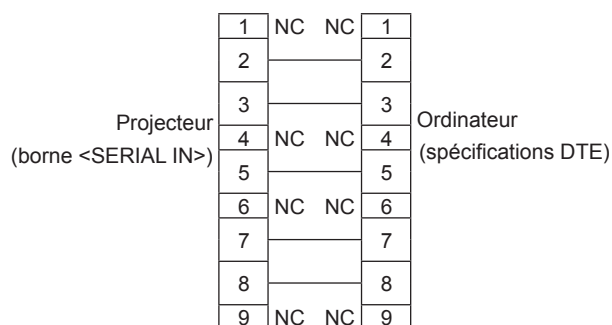 1 NC NC 1
2 2
3 3
Projecteur
(borne <SERIAL IN>)
4 NC NC 4
Ordinateur
(spécifications DTE)
5 5
6 NC NC 6
7 7
8 8
9 NC NC 9